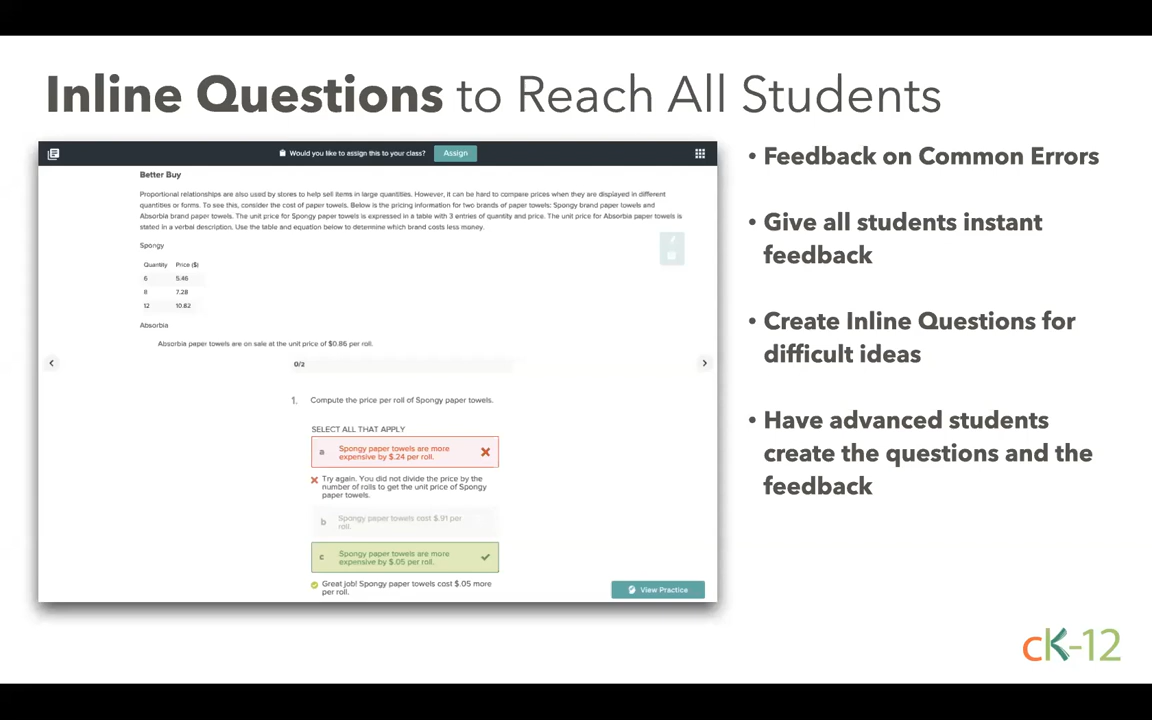 Inline Questions to Reach All Students
Would you like to assign this to your class? Assign
Better Buy
Proportional relationships are also used by stores to help sell items in large quantities. However, it can be hard to compare prices when they are displayed in different
quantities or forms. To see this, consider the cost of paper towels. Below is the pricing information for two brands of paper towels: Spongy brand paper towels and
Absorbia brand paper towels. The unit price for Spongy paper towels is expressed in a table with 3 entries of quantity and price. The unit price for Absorbia paper towels is
stated in a verbal description. Use the table and equation below to determine which brand costs less money.
Spongy
Quantity Price ($)
6 5.46
8 7.28
12 10.82
Absorbia
Absorbia paper towels are on sale at the unit price of $0.86 per roll.
0/2
1. Compute the price per roll of Spongy paper towels.
SELECT ALL THAT APPLY
a Spongy paper towels are more
expensive by $.24 per roll.
Try again. You did not divide the price by the
number of rolls to get the unit price of Spongy
paper towels.
b Spongy paper towels cost $.91 per
roll.
c Spongy paper towels are more
expensive by $.05 per roll.
Great job! Spongy paper towels cost $.05 more
per roll.
View Practice
• Feedback on Common Errors
• Give all students instant
feedback
• Create Inline Questions for
difficult ideas
• Have advanced students
create the questions and the
feedback
cK-12